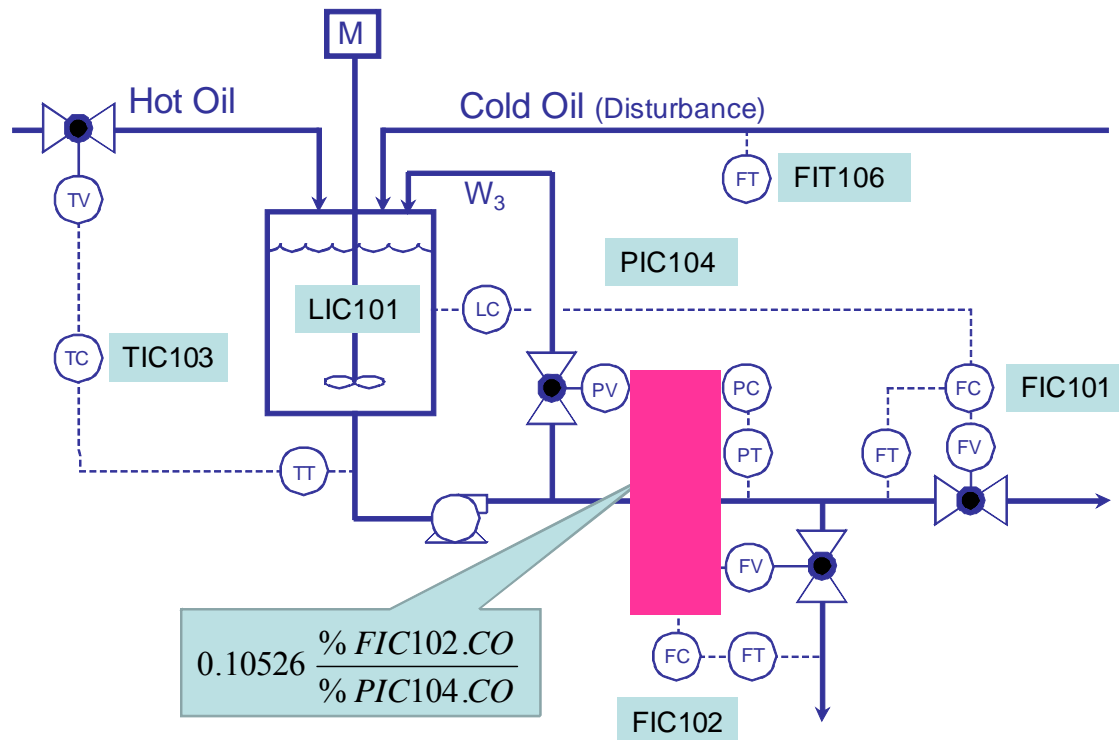 M
Hot Oil
Cold Oil (Disturbance)
FT
FIT106
TV
W3
PIC104
LIC101
LC
TC
TIC103
PV
PC
FC
FIC101
TT
PT
FT
FV
FV
0.10526 % FIC102.CO / % PIC104.CO
FC
FT
FIC102